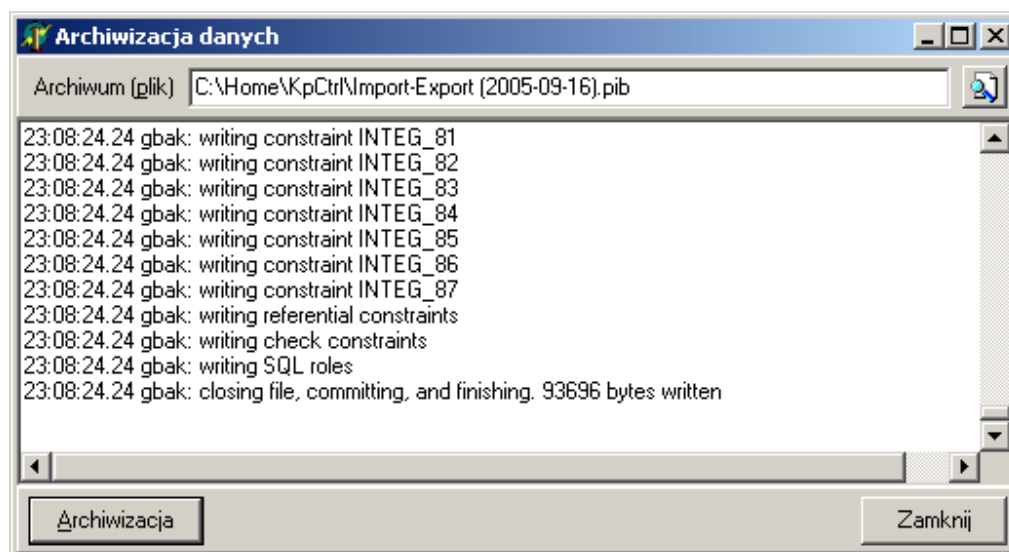 Archiwizacja danych
Archiwum (plik) C:\Home\KpCtrl\Import-Export (2005-09-16).pib
23:08:24.24 gbak: writing constraint INTEG_81
23:08:24.24 gbak: writing constraint INTEG_82
23:08:24.24 gbak: writing constraint INTEG_83
23:08:24.24 gbak: writing constraint INTEG_84
23:08:24.24 gbak: writing constraint INTEG_85
23:08:24.24 gbak: writing constraint INTEG_86
23:08:24.24 gbak: writing constraint INTEG_87
23:08:24.24 gbak: writing referential constraints
23:08:24.24 gbak: writing check constraints
23:08:24.24 gbak: writing SQL roles
23:08:24.24 gbak: closing file, committing, and finishing. 93696 bytes written
Archiwizacja Zamknij